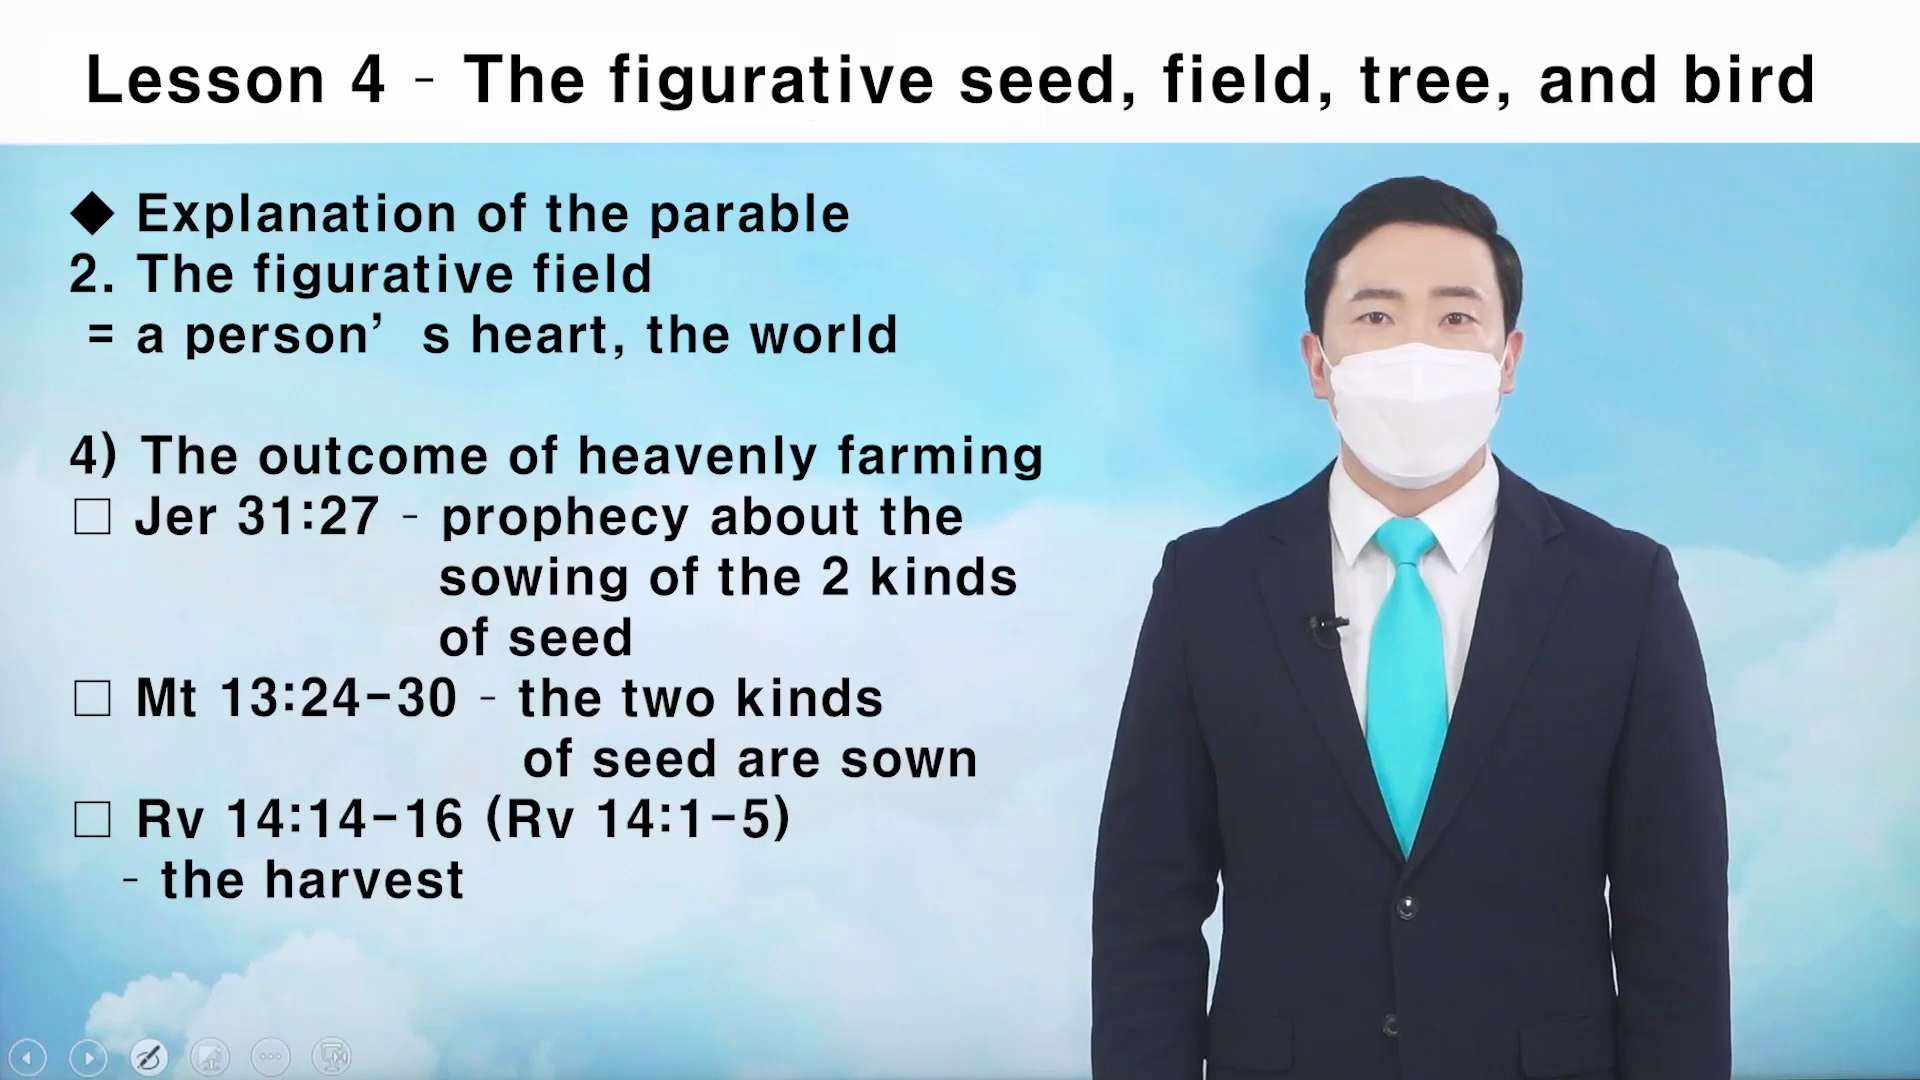 Lesson 4 - The figurative seed, field, tree, and bird
◆ Explanation of the parable
2. The figurative field
= a person’s heart, the world
4) The outcome of heavenly farming
□ Jer 31:27 - prophecy about the
sowing of the 2 kinds
of seed
□ Mt 13:24-30 - the two kinds
of seed are sown
□ Rv 14:14-16 (Rv 14:1-5)
- the harvest